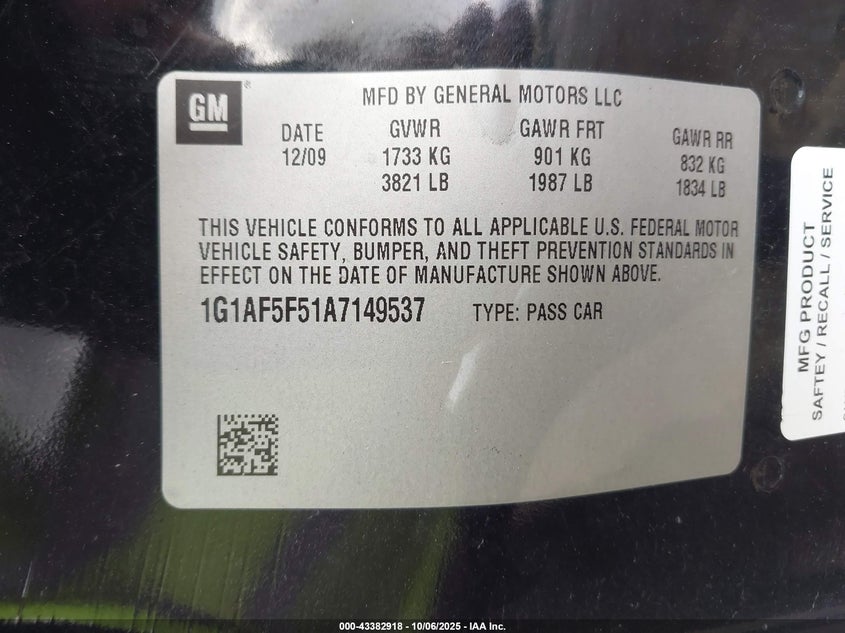 GM
MFD BY GENERAL MOTORS LLC
DATE GVWR GAWR FRT GAWR RR
12/09 1733 KG 901 KG 832 KG
3821 LB 1987 LB 1834 LB
THIS VEHICLE CONFORMS TO ALL APPLICABLE U.S. FEDERAL MOTOR
VEHICLE SAFETY, BUMPER, AND THEFT PREVENTION STANDARDS IN
EFFECT ON THE DATE OF MANUFACTURE SHOWN ABOVE.
1G1AF5F51A7149537 TYPE: PASS CAR
MFG PRODUCT
SAFTEY / RECALL / SERVICE
000-43382918 - 10/06/2025 - IAA Inc.